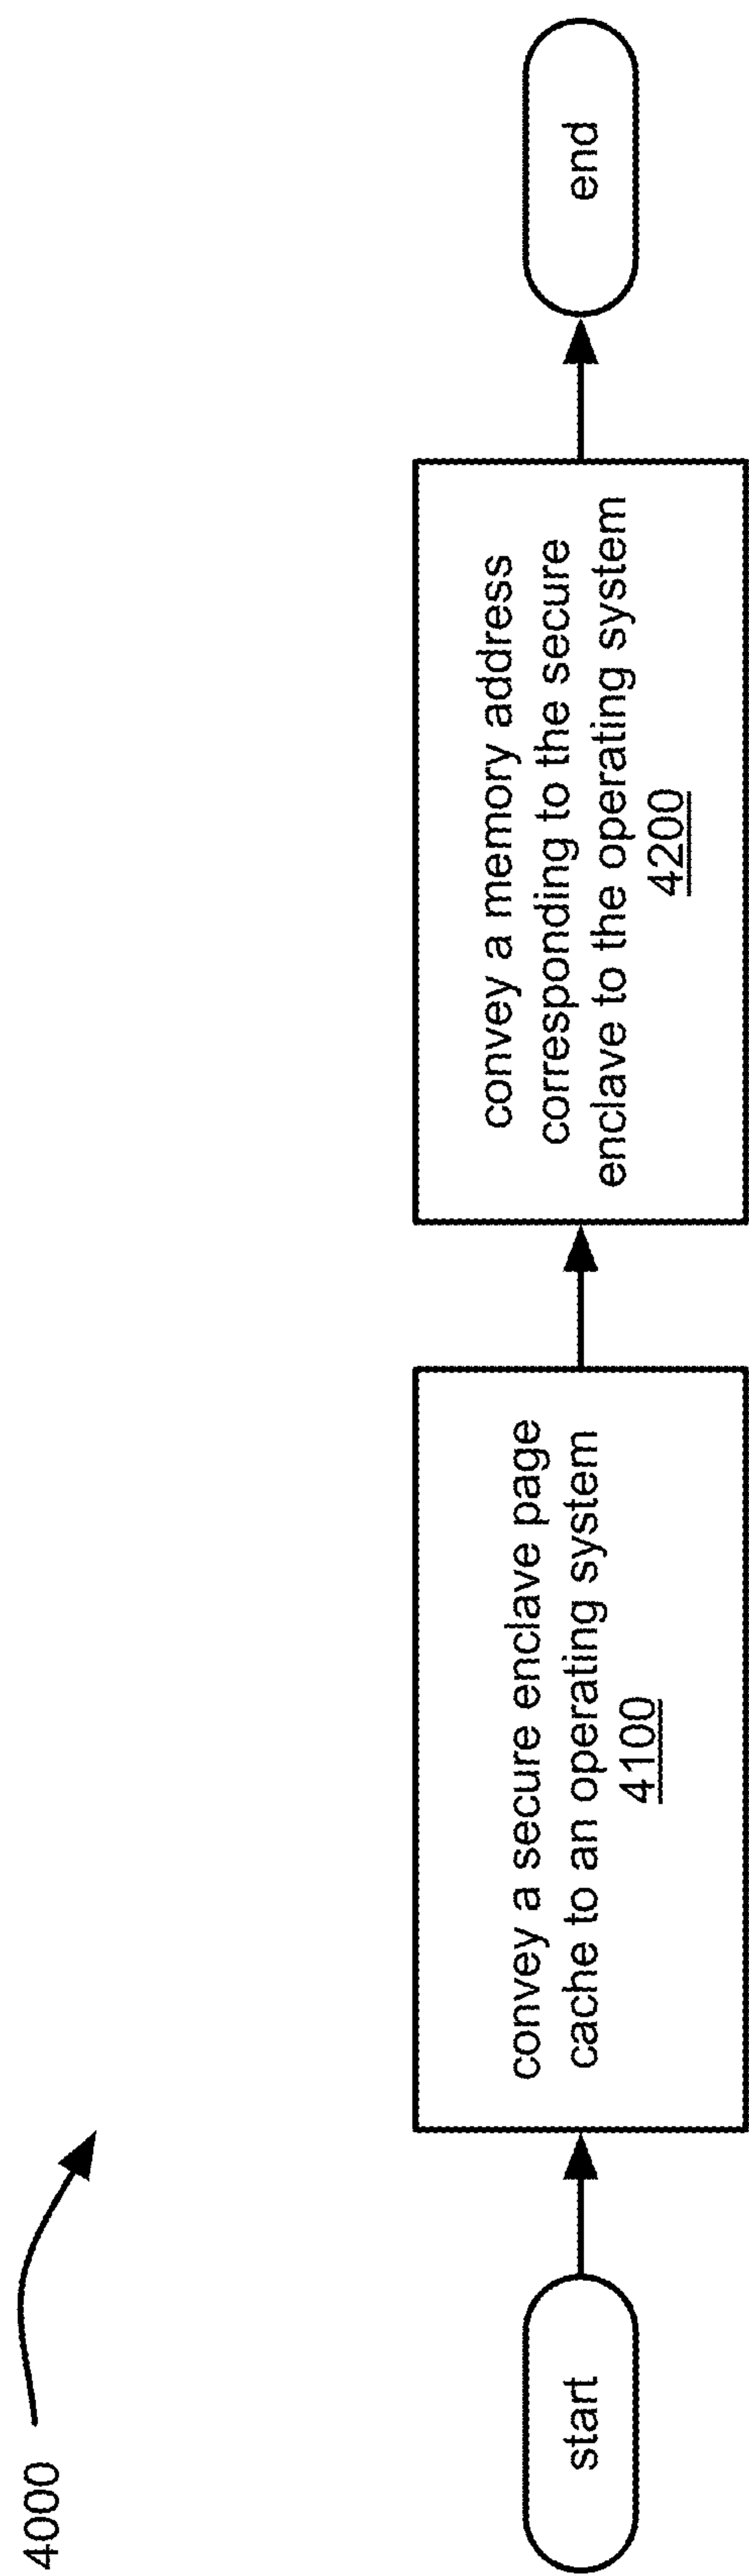 4000
start
convey a secure enclave page
cache to an operating system
4100
convey a memory address
corresponding to the secure
enclave to the operating system
4200
end